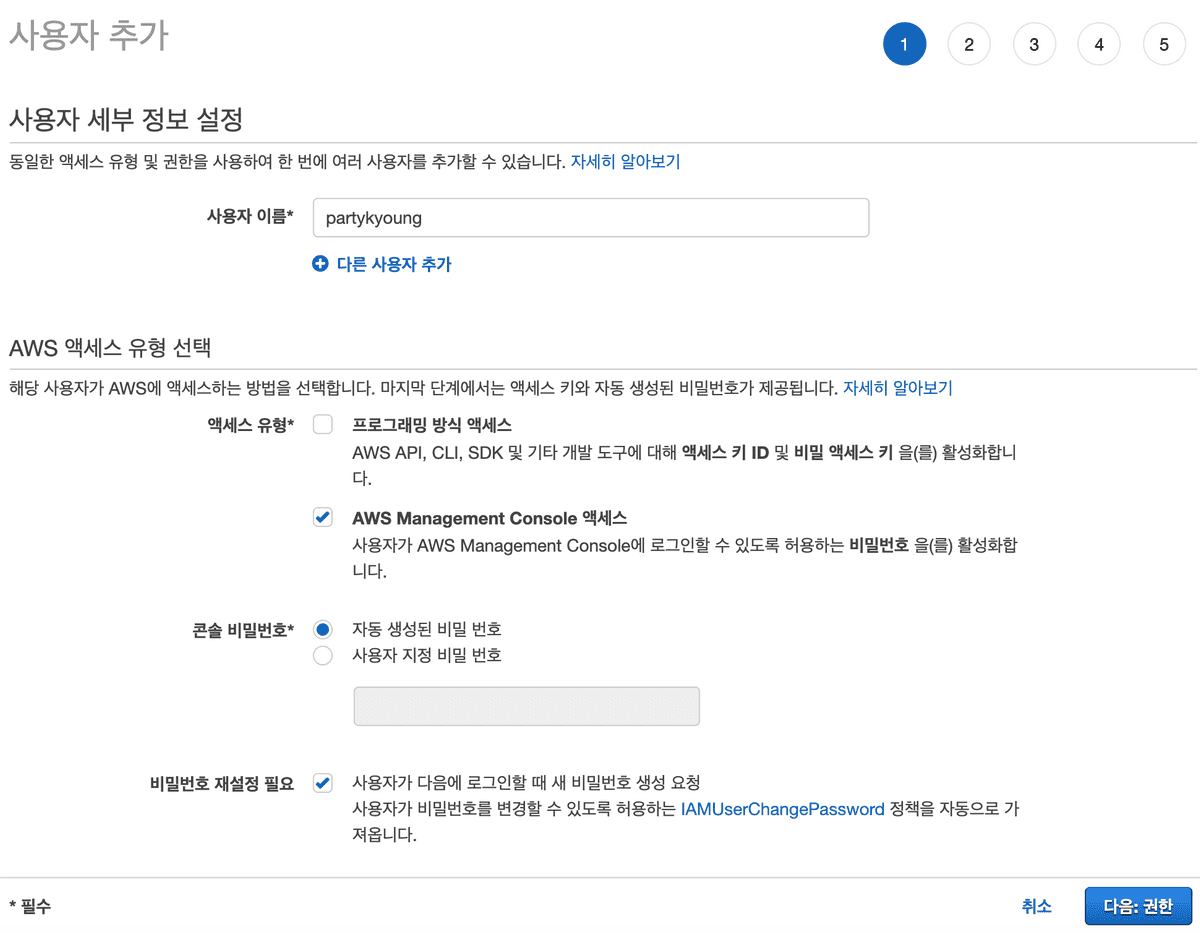 사용자 추가
1 2 3 4 5
사용자 세부 정보 설정
동일한 액세스 유형 및 권한을 사용하여 한 번에 여러 사용자를 추가할 수 있습니다. 자세히 알아보기
사용자 이름* partykyoung
다른 사용자 추가
AWS 액세스 유형 선택
해당 사용자가 AWS에 액세스하는 방법을 선택합니다. 마지막 단계에서는 액세스 키와 자동 생성된 비밀번호가 제공됩니다. 자세히 알아보기
액세스 유형* 프로그래밍 방식 액세스
AWS API, CLI, SDK 및 기타 개발 도구에 대해 액세스 키 ID 및 비밀 액세스 키 을(를) 활성화합니
다.
AWS Management Console 액세스
사용자가 AWS Management Console에 로그인할 수 있도록 허용하는 비밀번호 을(를) 활성화합
니다.
콘솔 비밀번호* 자동 생성된 비밀 번호
사용자 지정 비밀 번호
비밀번호 재설정 필요 사용자가 다음에 로그인할 때 새 비밀번호 생성 요청
사용자가 비밀번호를 변경할 수 있도록 허용하는 IAMUserChangePassword 정책을 자동으로 가
져옵니다.
* 필수 취소 다음: 권한